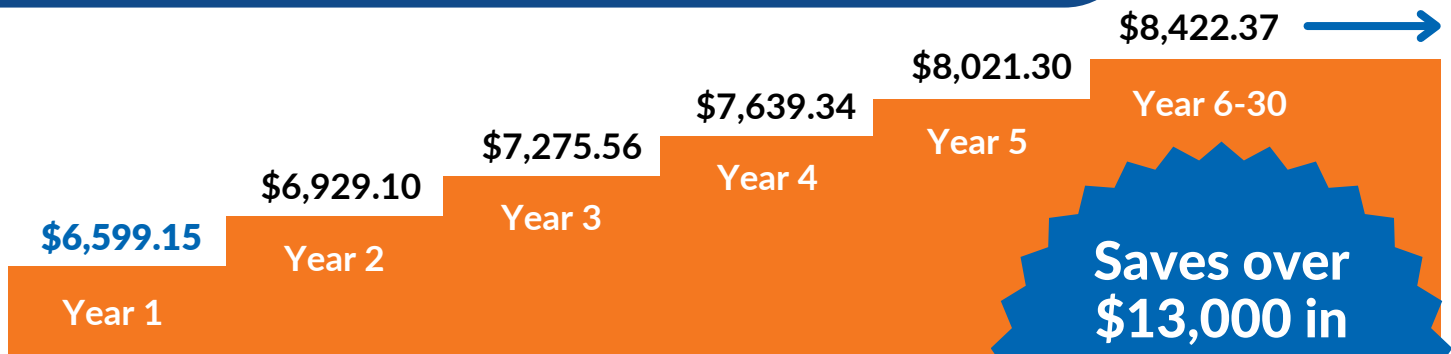 $8,422.37
$8,021.30
Year 6-30
$7,639.34
Year 5
$7,275.56
Year 4
$6,929.10
Year 3
$6,599.15
Year 2
Year 1
Saves over
$13,000 in